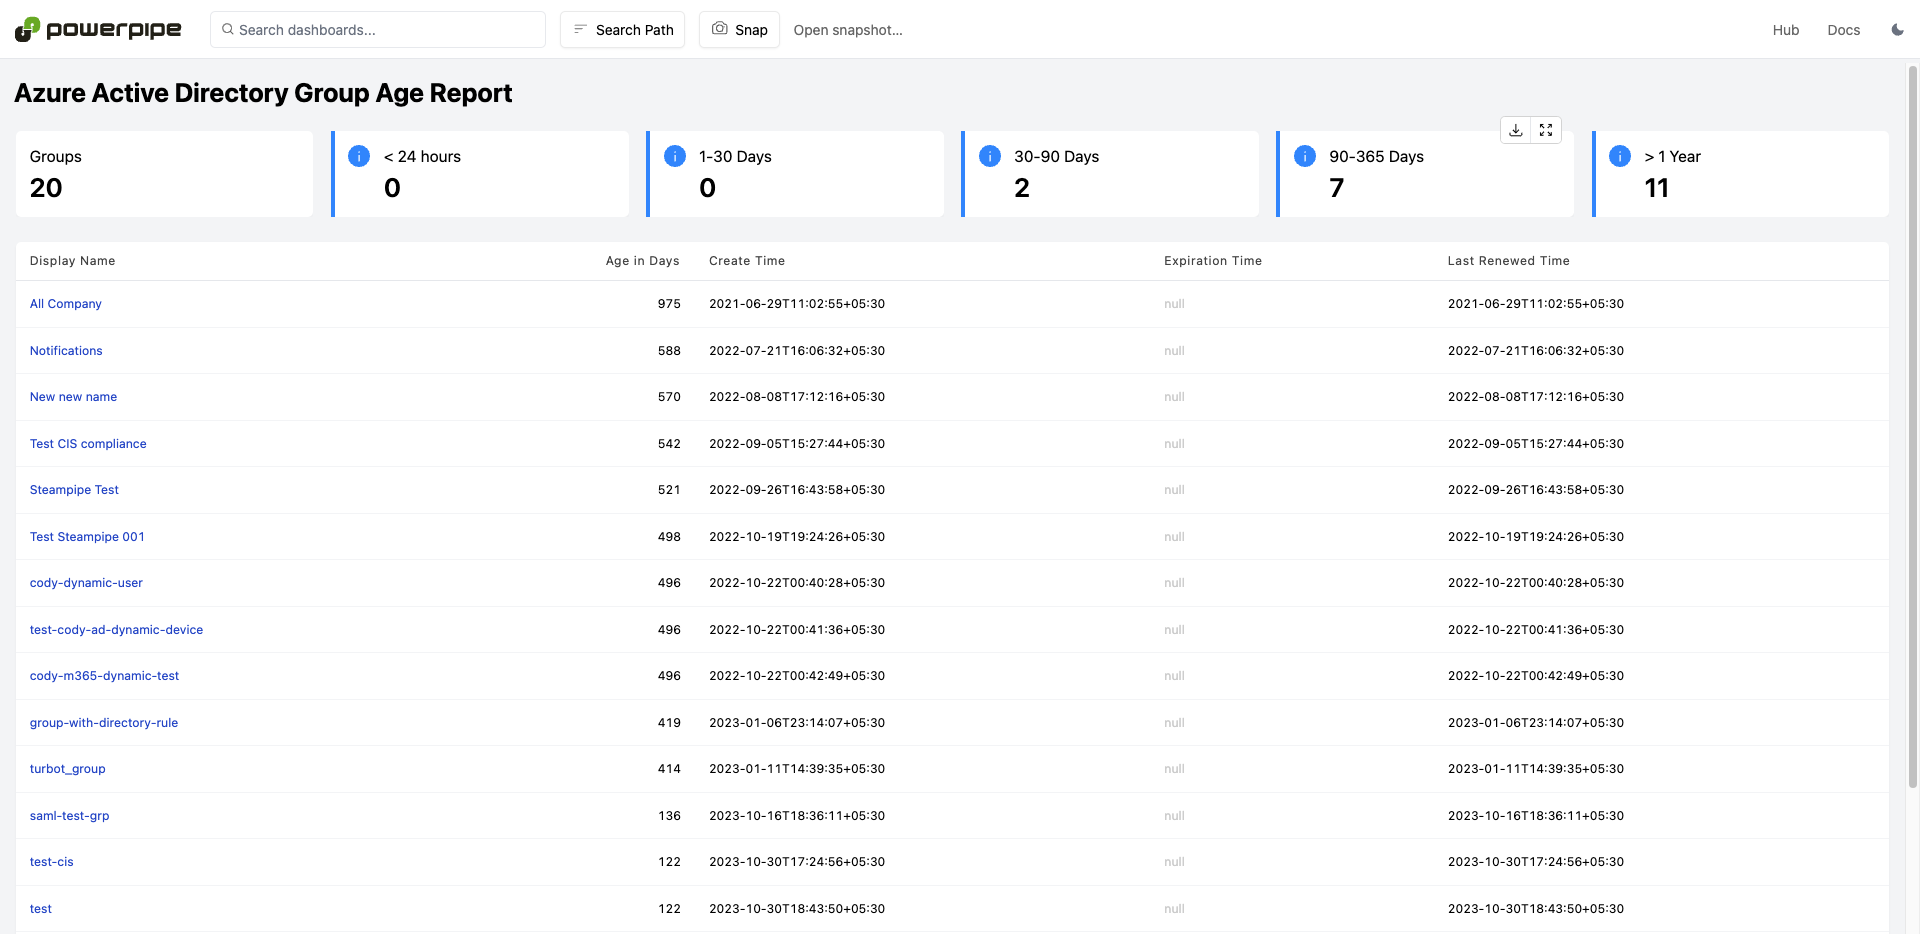 powerpipe Search dashboards... Search Path Snap Open snapshot... Hub Docs
Azure Active Directory Group Age Report
Groups < 24 hours 1-30 Days 30-90 Days 90-365 Days > 1 Year
20 0 0 2 7 11
Display Name Age in Days Create Time Expiration Time Last Renewed Time
All Company 975 2021-06-29T11:02:55+05:30 null 2021-06-29T11:02:55+05:30
Notifications 588 2022-07-21T16:06:32+05:30 null 2022-07-21T16:06:32+05:30
New new name 570 2022-08-08T17:12:16+05:30 null 2022-08-08T17:12:16+05:30
Test CIS compliance 542 2022-09-05T15:27:44+05:30 null 2022-09-05T15:27:44+05:30
Steampipe Test 521 2022-09-26T16:43:58+05:30 null 2022-09-26T16:43:58+05:30
Test Steampipe 001 498 2022-10-19T19:24:26+05:30 null 2022-10-19T19:24:26+05:30
cody-dynamic-user 496 2022-10-22T00:40:28+05:30 null 2022-10-22T00:40:28+05:30
test-cody-ad-dynamic-device 496 2022-10-22T00:41:36+05:30 null 2022-10-22T00:41:36+05:30
cody-m365-dynamic-test 496 2022-10-22T00:42:49+05:30 null 2022-10-22T00:42:49+05:30
group-with-directory-rule 419 2023-01-06T23:14:07+05:30 null 2023-01-06T23:14:07+05:30
turbot_group 414 2023-01-11T14:39:35+05:30 null 2023-01-11T14:39:35+05:30
saml-test-grp 136 2023-10-16T18:36:11+05:30 null 2023-10-16T18:36:11+05:30
test-cis 122 2023-10-30T17:24:56+05:30 null 2023-10-30T17:24:56+05:30
test 122 2023-10-30T18:43:50+05:30 null 2023-10-30T18:43:50+05:30